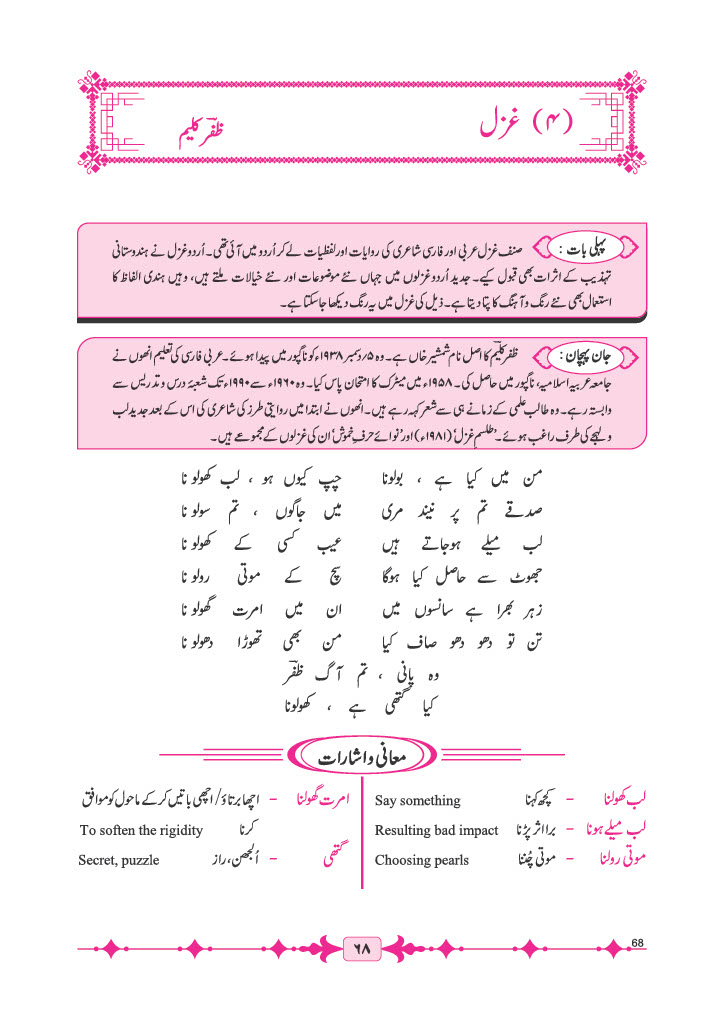 (۴) غزل
ظفرؔ کلیم
پہلی بات : صنف غزل عربی اور فارسی شاعری کی روایات اور لفظیات لے کر اُردو میں آئی تھی۔ اُردو غزل نے ہندوستانی
تہذیب کے اثرات بھی قبول کیے۔ جدید اُردو غزلوں میں جہاں نئے موضوعات اور نئے خیالات ملتے ہیں، وہیں ہندی الفاظ کا
استعمال بھی نئے رنگ و آہنگ کا پتا دیتا ہے۔ ذیل کی غزل میں یہ رنگ دیکھا جاسکتا ہے۔
جان پہچان : ظفرؔ کلیم کا اصل نام شمشیر خاں ہے۔ وہ ۵؍دسمبر ۱۹۳۸ء کو ناگپور میں پیدا ہوئے۔ عربی فارسی کی تعلیم انھوں نے
جامعہ عربیہ اسلامیہ، ناگپور میں حاصل کی۔ ۱۹۵۸ء میں میٹرک کا امتحان پاس کیا۔ وہ ۱۹۶۰ء سے ۱۹۹۰ء تک شعبۂ درس و تدریس سے
وابستہ رہے۔ وہ طالب علمی کے زمانے ہی سے شعر کہہ رہے ہیں۔ انھوں نے ابتدا میں روایتی طرز کی شاعری کی اس کے بعد جدید لب
و لہجے کی طرف راغب ہوئے۔ ’طلسمِ غزل‘ (۱۹۸۱ء) اور ’نوائے حرفِ خموش‘ ان کی غزلوں کے مجموعے ہیں۔
من میں کیا ہے ، بولونا چپ کیوں ہو ، لب کھولو نا
صدقے تم پر نیند مری میں جاگوں ، تم سولو نا
لب میلے ہوجاتے ہیں عیب کسی کے کھولو نا
جھوٹ سے حاصل کیا ہوگا سچ کے موتی رولو نا
زہر بھرا ہے سانسوں میں ان میں امرت گھولو نا
تن تو دھو دھو صاف کیا من بھی تھوڑا دھولو نا
وہ پانی ، تم آگ ظفرؔ
کیا گتھی ہے ، کھولونا
معانی و اشارات
لب کھولنا - کچھ کہنا Say something
لب میلے ہونا - برا اثر پڑنا Resulting bad impact
موتی رولنا - موتی چُننا Choosing pearls
امرت گھولنا - اچھا برتاؤ/ اچھی باتیں کرکے ماحول کو موافق
کرنا To soften the rigidity
گتھی - اُلجھن، راز Secret, puzzle
۶۸
68